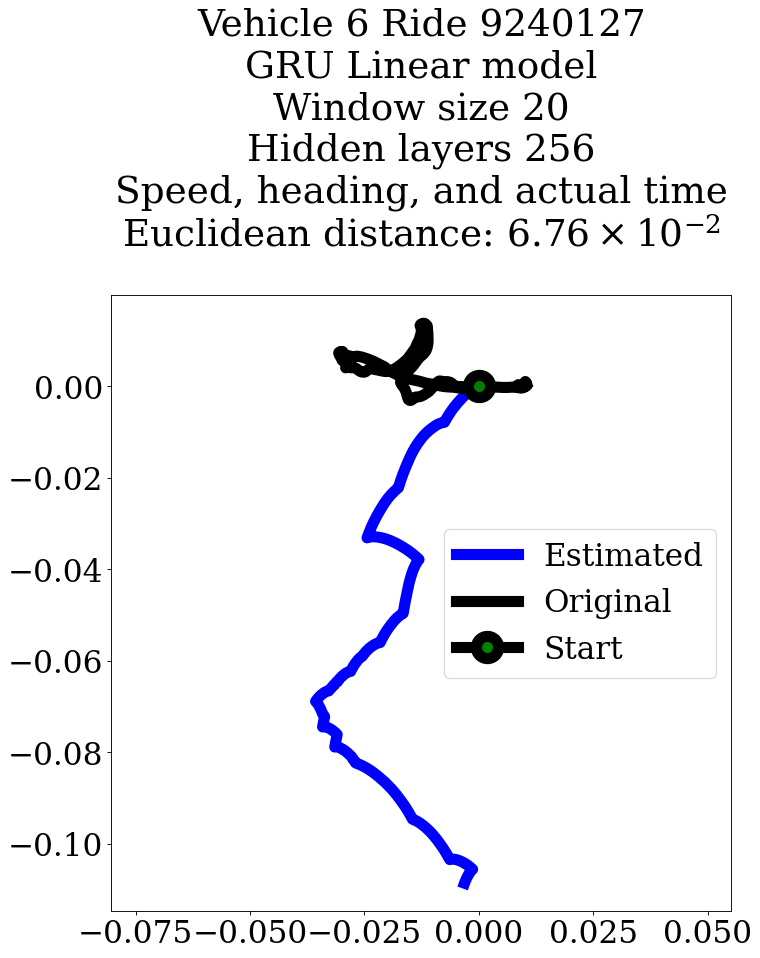 Vehicle 6 Ride 9240127
GRU Linear model
Window size 20
Hidden layers 256
Speed, heading, and actual time
Euclidean distance: 6.76 × 10⁻²
0.00
−0.02
−0.04
−0.06
−0.08
−0.10
Estimated
Original
Start
−0.075 −0.050 −0.025 0.000 0.025 0.050